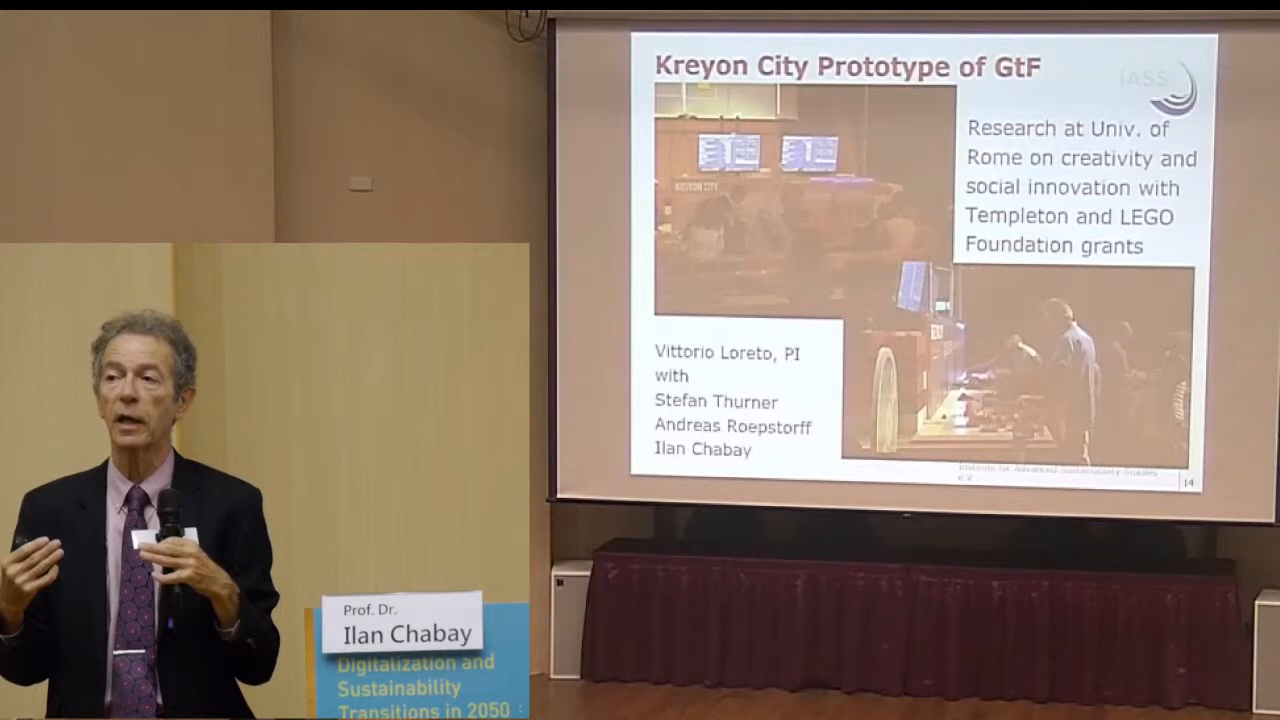 Kreyon City Prototype of GtF
IASS
KREYON CITY
Research at Univ. of
Rome on creativity and
social innovation with
Templeton and LEGO
Foundation grants
Vittorio Loreto, PI
with
Stefan Thurner
Andreas Roepstorff
Ilan Chabay
Institute for Advanced Sustainability Studies
e.V
14
Prof. Dr.
Ilan Chabay
Digitalization and
Sustainability
Transitions in 2050 :